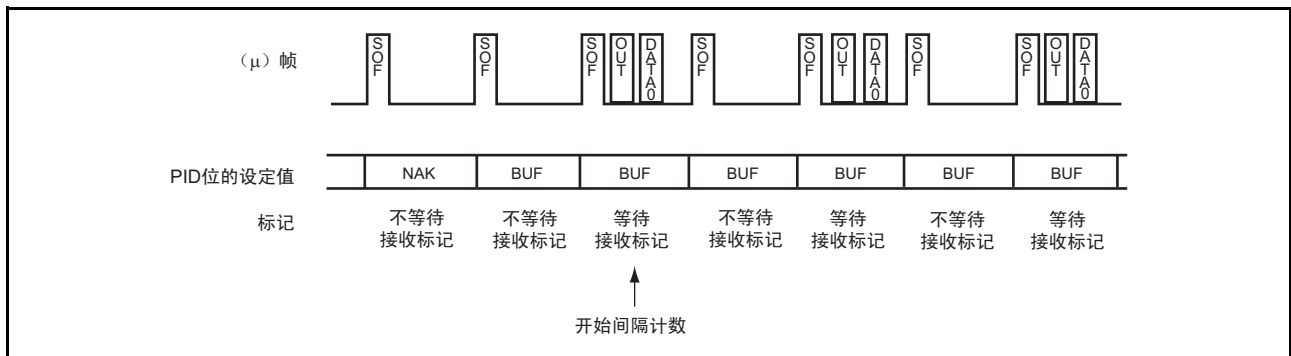 （μ）帧
SOF
SOF
SOF
OUT
DATA0
SOF
SOF
OUT
DATA0
SOF
SOF
OUT
DATA0
PID位的设定值
NAK
BUF
BUF
BUF
BUF
BUF
BUF
标记
不等待
接收标记
不等待
接收标记
等待
接收标记
不等待
接收标记
等待
接收标记
不等待
接收标记
等待
接收标记
开始间隔计数